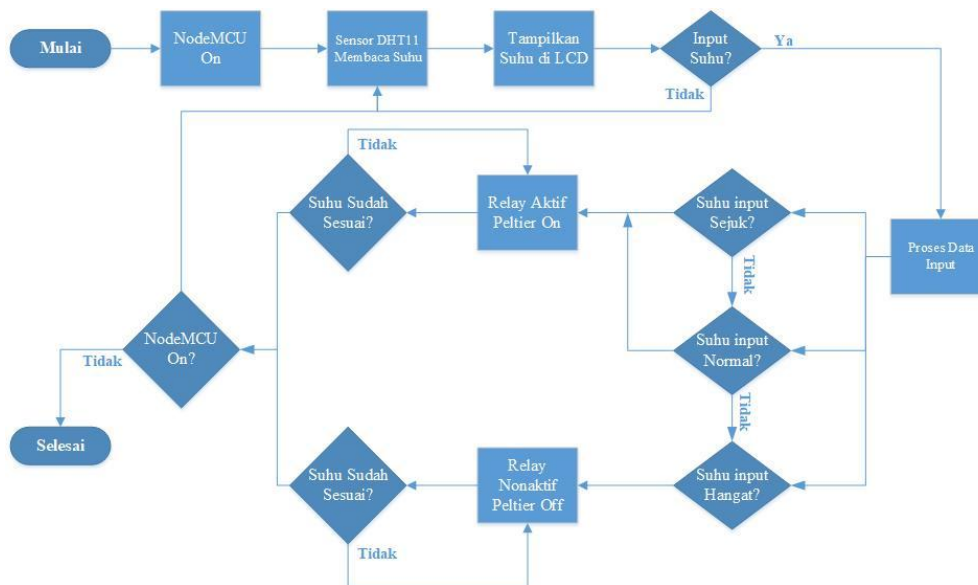 Mulai
NodeMCU
On
Sensor DHT11
Membaca Suhu
Tampilkan
Suhu di LCD
Input
Suhu?
Ya
Tidak
Tidak
Suhu Sudah
Sesuai?
Relay Aktif
Peltier On
Suhu input
Sejuk?
Proses Data
Input
Tidak
NodeMCU
On?
Tidak
Suhu input
Normal?
Tidak
Selesai
Suhu Sudah
Sesuai?
Relay
Nonaktif
Peltier Off
Suhu input
Hangat?
Tidak